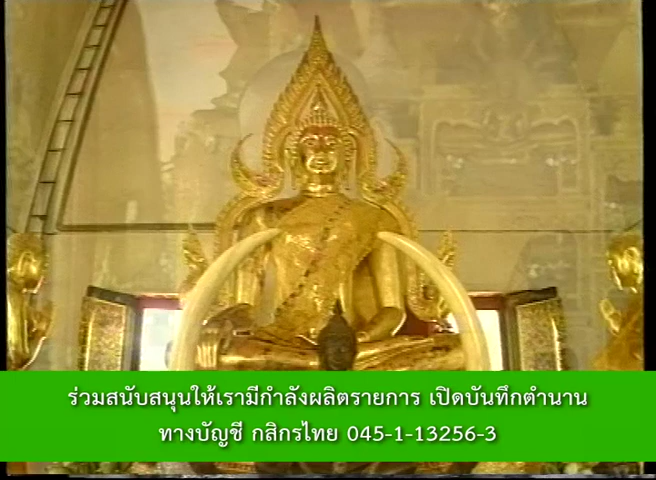 ร่วมสนับสนุนให้เรามีกำลังผลิตรายการ เปิดบันทึกตำนาน
ทางบัญชี กสิกรไทย 045-1-13256-3